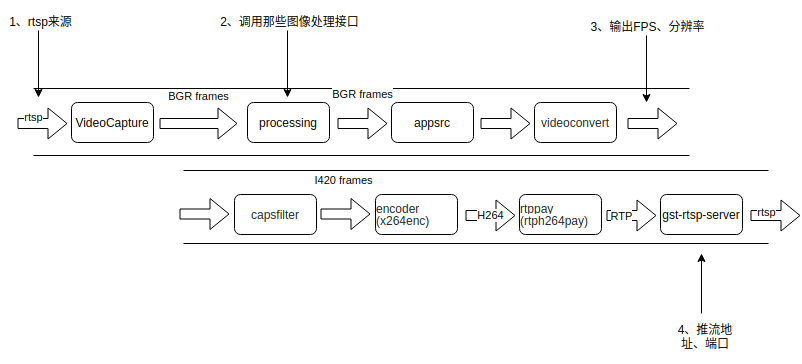 1、rtsp来源
2、调用那些图像处理接口
3、输出FPS、分辨率
BGR frames
BGR frames
rtsp
VideoCapture
processing
appsrc
videoconvert
I420 frames
capsfilter
encoder
(x264enc)
H264
rtppay
(rtph264pay)
RTP
gst-rtsp-server
rtsp
4、推流地
址、端口